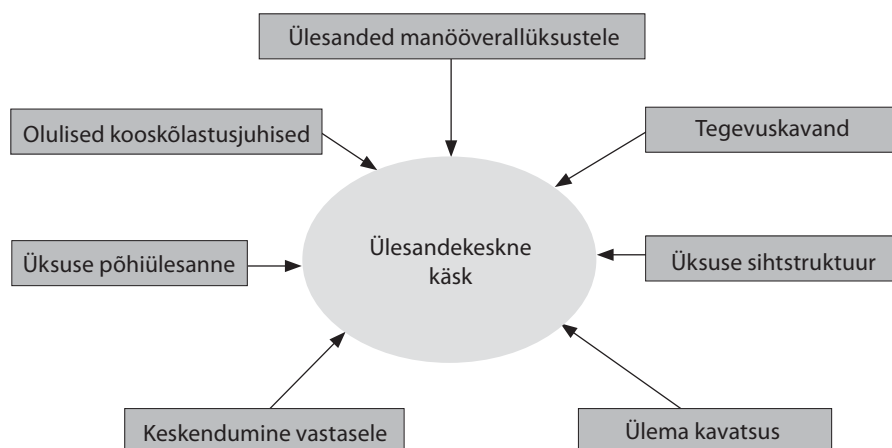 Ülesanded manööverallüksustele
Olulised kooskõlastusjuhised
Tegevuskavand
Ülesandekeskne
käsk
Üksuse põhiülesanne
Üksuse sihtstruktuur
Keskendumine vastasele
Ülema kavatsus